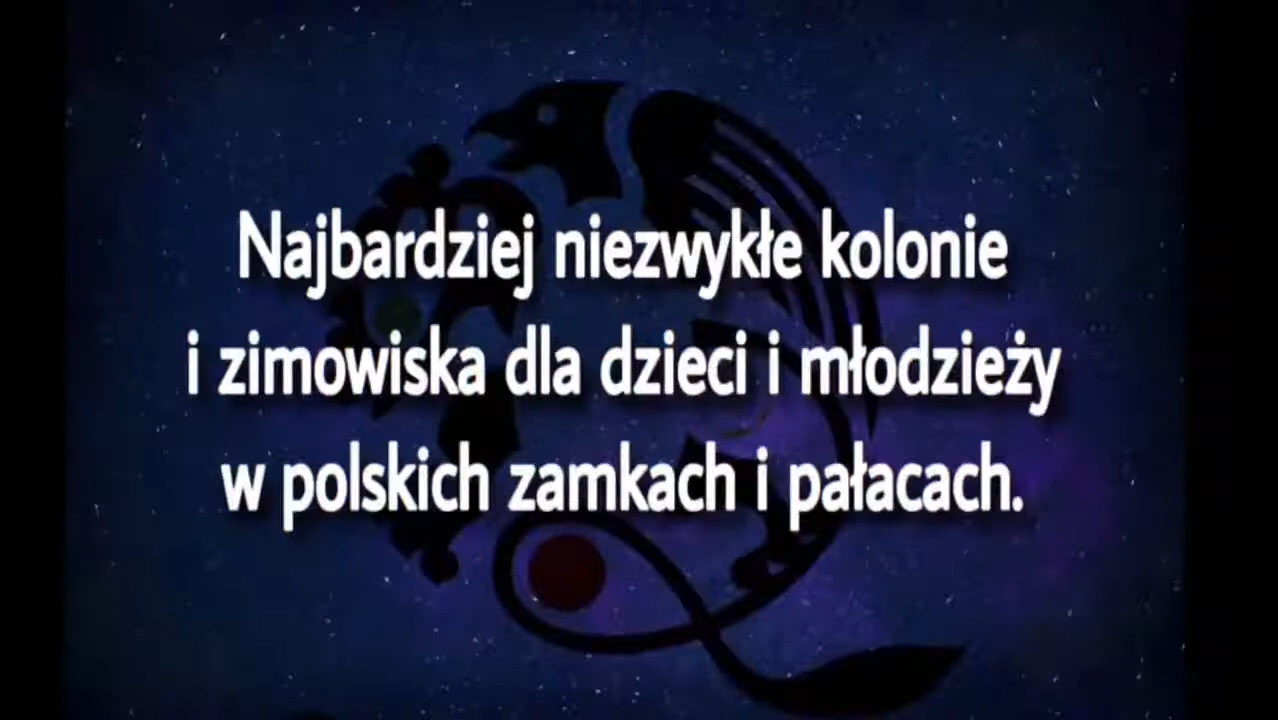 Najbardziej niezwykłe kolonie
i zimowiska dla dzieci i młodzieży
w polskich zamkach i pałacach.